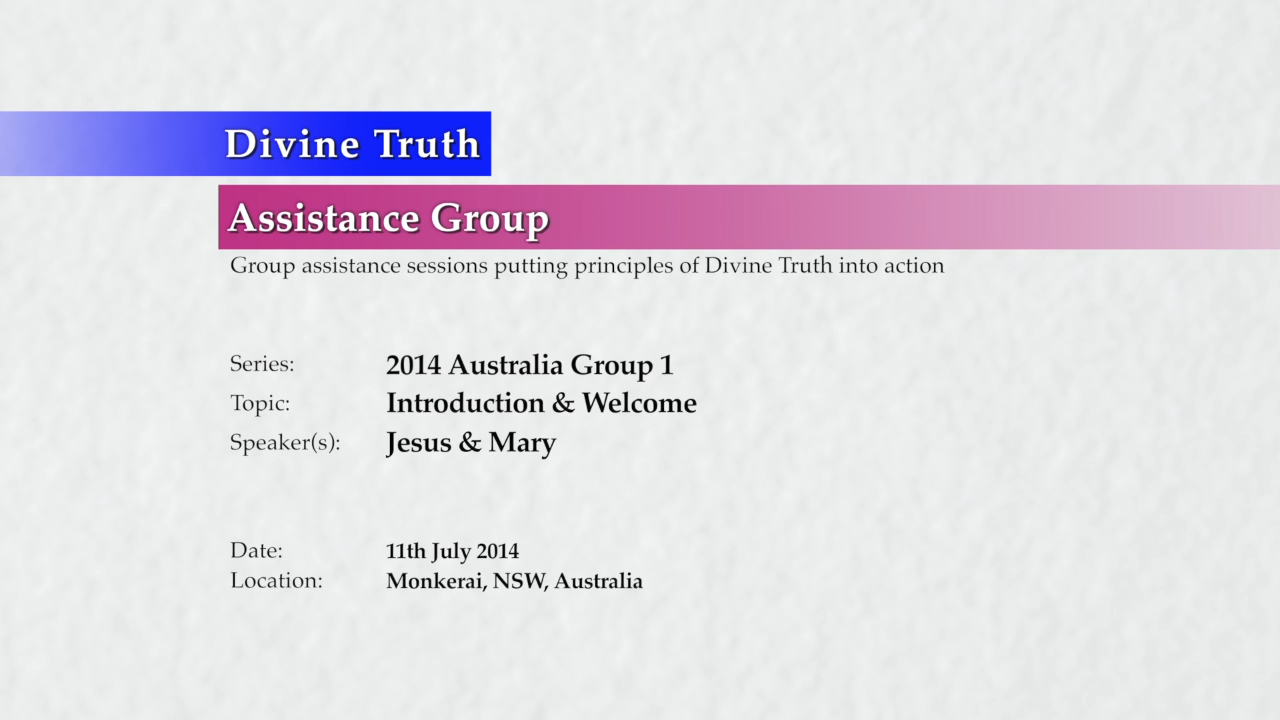 Divine Truth
Assistance Group
Group assistance sessions putting principles of Divine Truth into action
Series: 2014 Australia Group 1
Topic: Introduction & Welcome
Speaker(s): Jesus & Mary
Date: 11th July 2014
Location: Monkerai, NSW, Australia